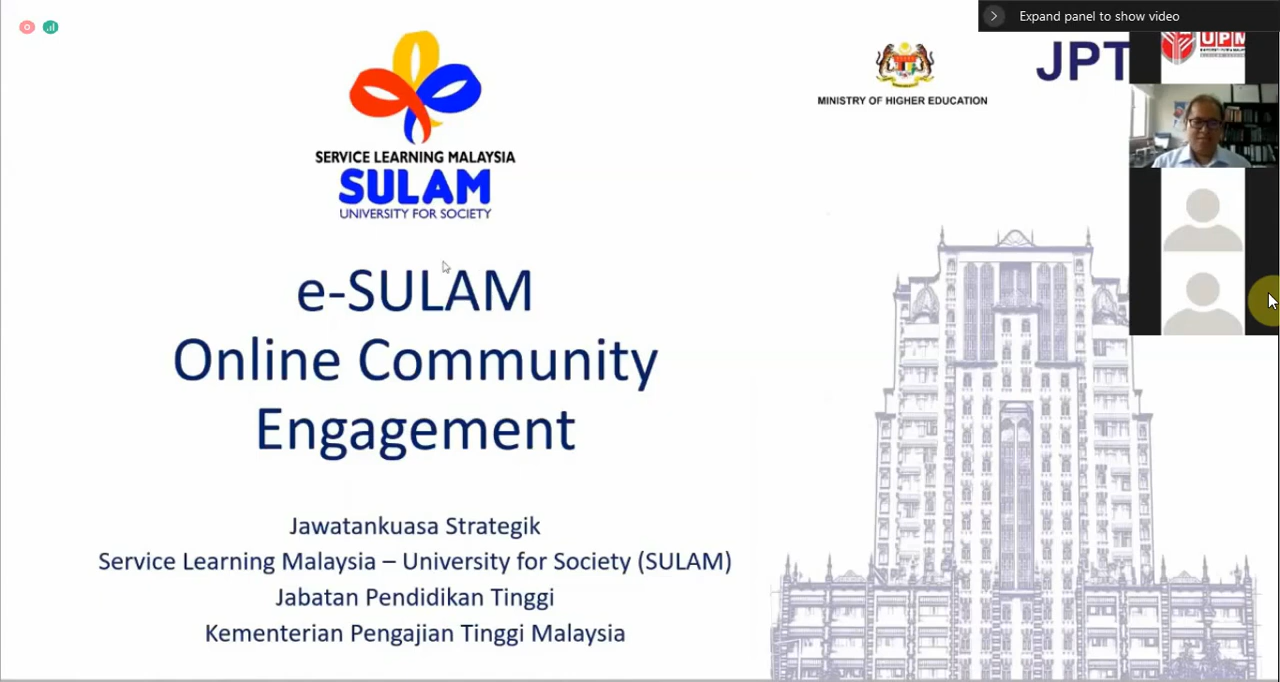 Expand panel to show video
SERVICE LEARNING MALAYSIA
SULAM
UNIVERSITY FOR SOCIETY
MINISTRY OF HIGHER EDUCATION
JPT
UPM
e-SULAM
Online Community
Engagement
Jawatankuasa Strategik
Service Learning Malaysia – University for Society (SULAM)
Jabatan Pendidikan Tinggi
Kementerian Pengajian Tinggi Malaysia